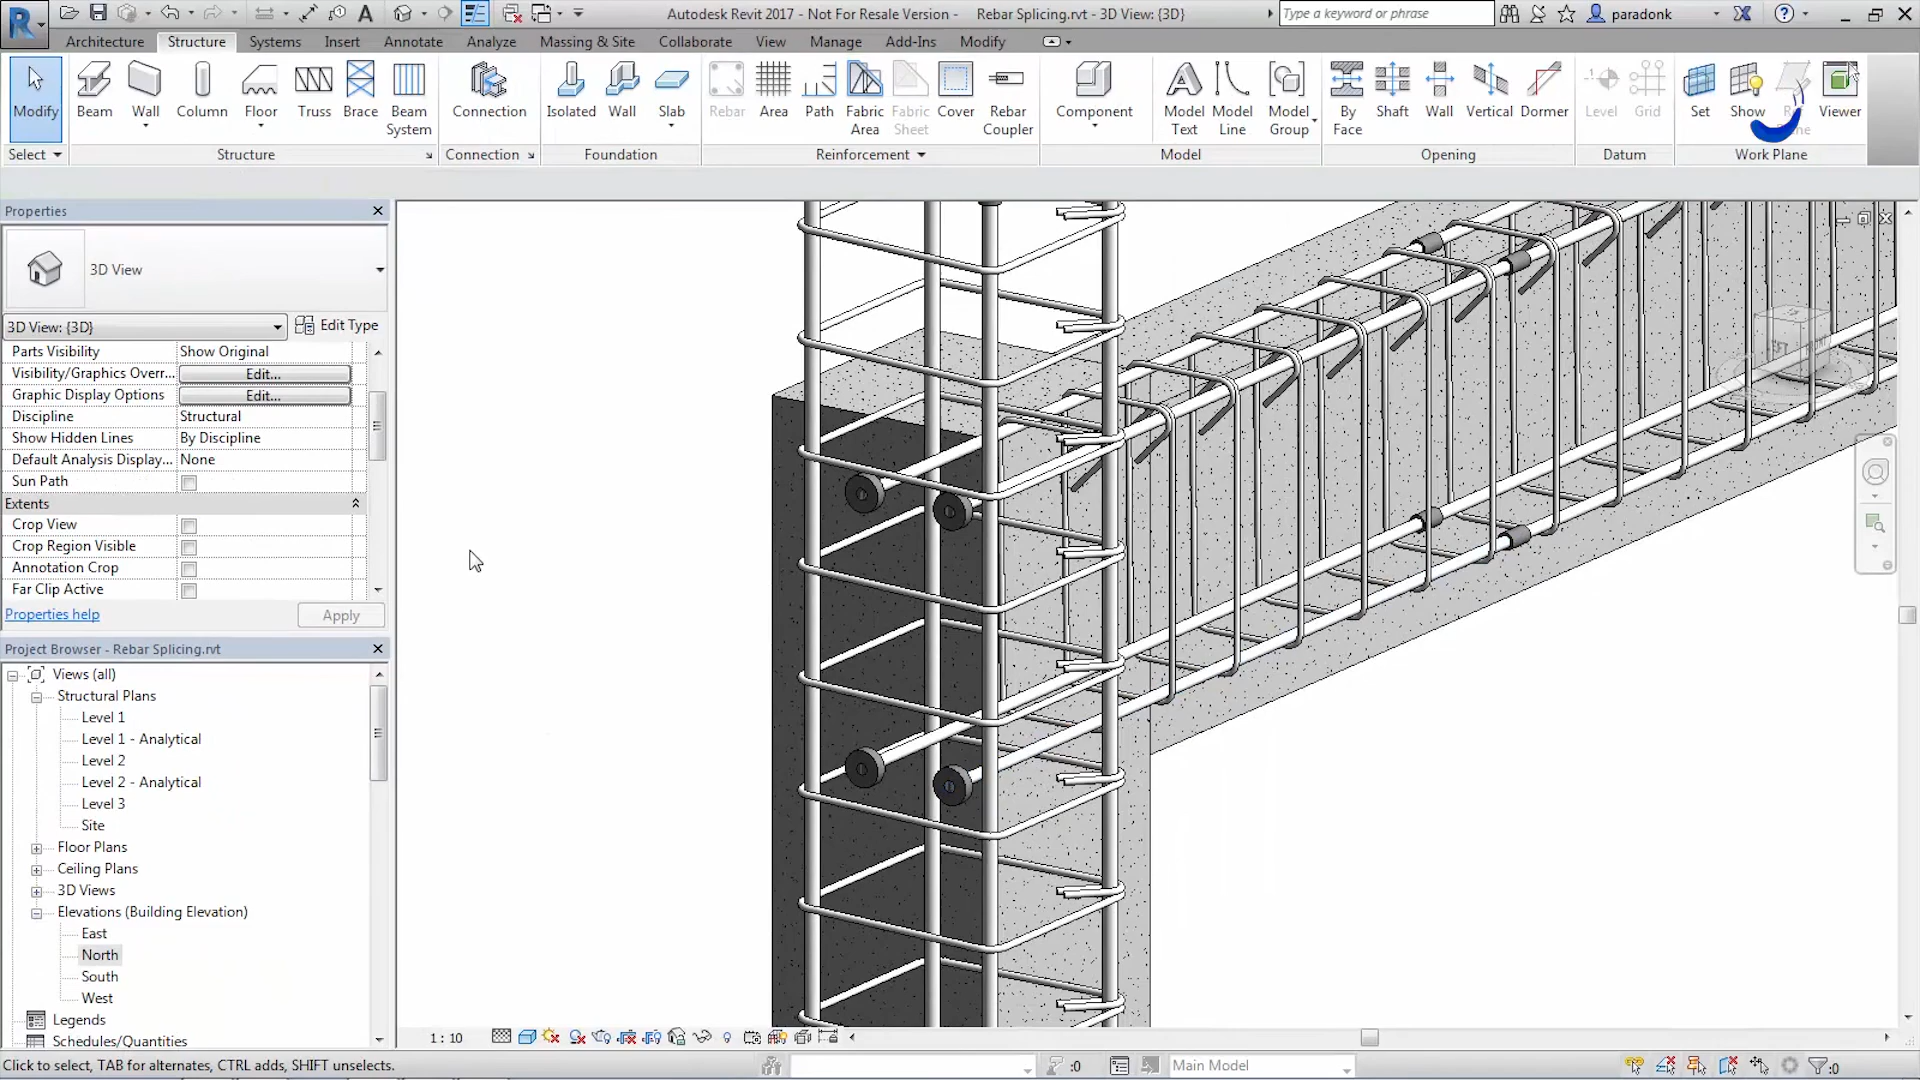 Autodesk Revit 2017 - Not For Resale Version - Rebar Splicing.rvt - 3D View: {3D}
Type a keyword or phrase
paradonk
Architecture Structure Systems Insert Annotate Analyze Massing & Site Collaborate View Manage Add-Ins Modify
Modify Beam Wall Column Floor Truss Brace Beam System Connection Isolated Wall Slab Rebar Area Path Fabric Area Fabric Sheet Cover Rebar Coupler Component Model Text Model Line Model Group By Face Shaft Wall Vertical Dormer Level Grid Set Show Viewer
Select Structure Connection Foundation Reinforcement Model Opening Datum Work Plane
Properties
3D View
3D View: {3D} Edit Type
Parts Visibility Show Original
Visibility/Graphics Overr... Edit...
Graphic Display Options Edit...
Discipline Structural
Show Hidden Lines By Discipline
Default Analysis Display... None
Sun Path
Extents
Crop View
Crop Region Visible
Annotation Crop
Far Clip Active
Properties help Apply
Project Browser - Rebar Splicing.rvt
Views (all)
Structural Plans
Level 1
Level 1 - Analytical
Level 2
Level 2 - Analytical
Level 3
Site
Floor Plans
Ceiling Plans
3D Views
Elevations (Building Elevation)
East
North
South
West
Legends
Schedules/Quantities
1 : 10
Click to select, TAB for alternates, CTRL adds, SHIFT unselects.
:0
Main Model
:0